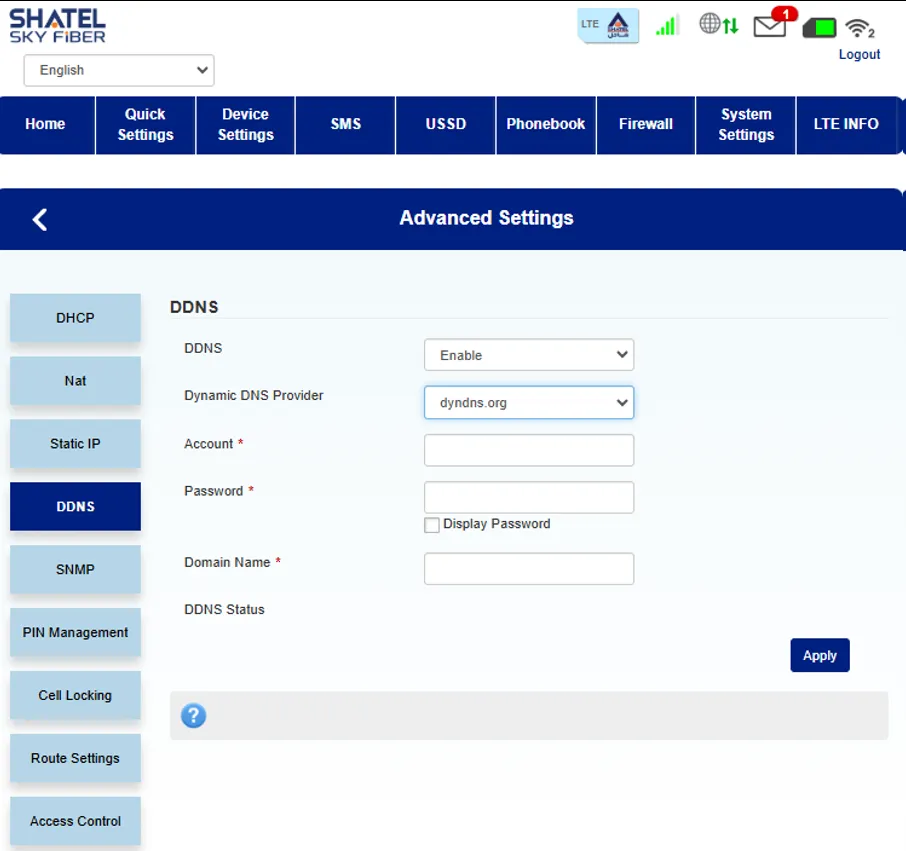 SHATEL
SKY FiBER
LTE
1
2
Logout
English
Home
Quick Settings
Device Settings
SMS
USSD
Phonebook
Firewall
System Settings
LTE INFO
Advanced Settings
DHCP
Nat
Static IP
DDNS
SNMP
PIN Management
Cell Locking
Route Settings
Access Control
DDNS
DDNS
Enable
Dynamic DNS Provider
dyndns.org
Account *
Password *
Display Password
Domain Name *
DDNS Status
Apply
?